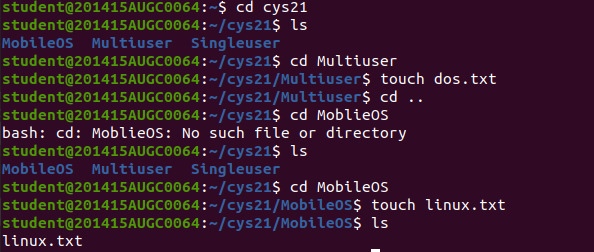 student@201415AUGC0064:~$ cd cys21
student@201415AUGC0064:~/cys21$ ls
MobileOS  Multiuser  Singleuser
student@201415AUGC0064:~/cys21$ cd Multiuser
student@201415AUGC0064:~/cys21/Multiuser$ touch dos.txt
student@201415AUGC0064:~/cys21/Multiuser$ cd ..
student@201415AUGC0064:~/cys21$ cd MoblieOS
bash: cd: MoblieOS: No such file or directory
student@201415AUGC0064:~/cys21$ ls
MobileOS  Multiuser  Singleuser
student@201415AUGC0064:~/cys21$ cd MobileOS
student@201415AUGC0064:~/cys21/MobileOS$ touch linux.txt
student@201415AUGC0064:~/cys21/MobileOS$ ls
linux.txt